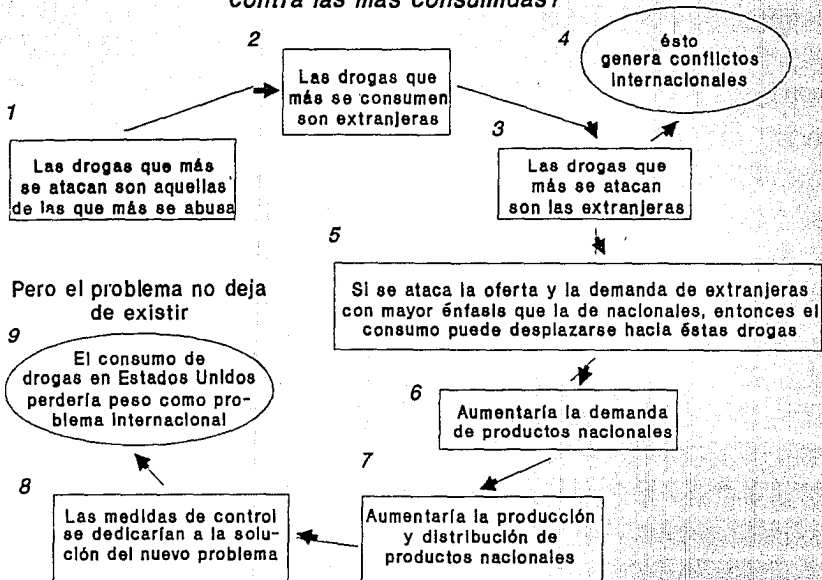 contra las más consumidas?
1
Las drogas que más
se atacan son aquellas
de las que más se abusa
2
Las drogas que
más se consumen
son extranjeras
3
Las drogas que
más se atacan
son las extranjeras
4
ésto
genera conflictos
internacionales
5
Si se ataca la oferta y la demanda de extranjeras
con mayor énfasis que la de nacionales, entonces el
consumo puede desplazarse hacia éstas drogas
6
Aumentaría la demanda
de productos nacionales
7
Aumentaría la producción
y distribución de
productos nacionales
8
Las medidas de control
se dedicarían a la solu-
ción del nuevo problema
Pero el problema no deja
de existir
9
El consumo de
drogas en Estados Unidos
perdería peso como pro-
blema internacional